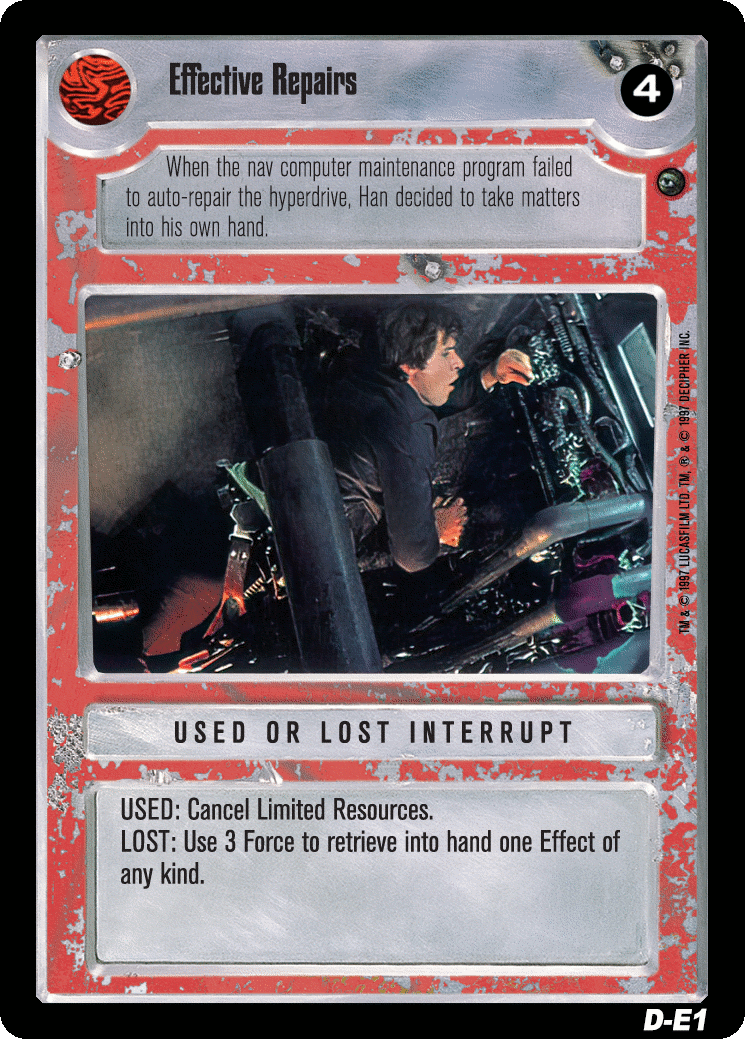 Effective Repairs
4
When the nav computer maintenance program failed
to auto-repair the hyperdrive, Han decided to take matters
into his own hand.
TM & © 1997 LUCASFILM LTD. TM, ® & © 1997 DECIPHER INC.
USED OR LOST INTERRUPT
USED: Cancel Limited Resources.
LOST: Use 3 Force to retrieve into hand one Effect of
any kind.
D-E1